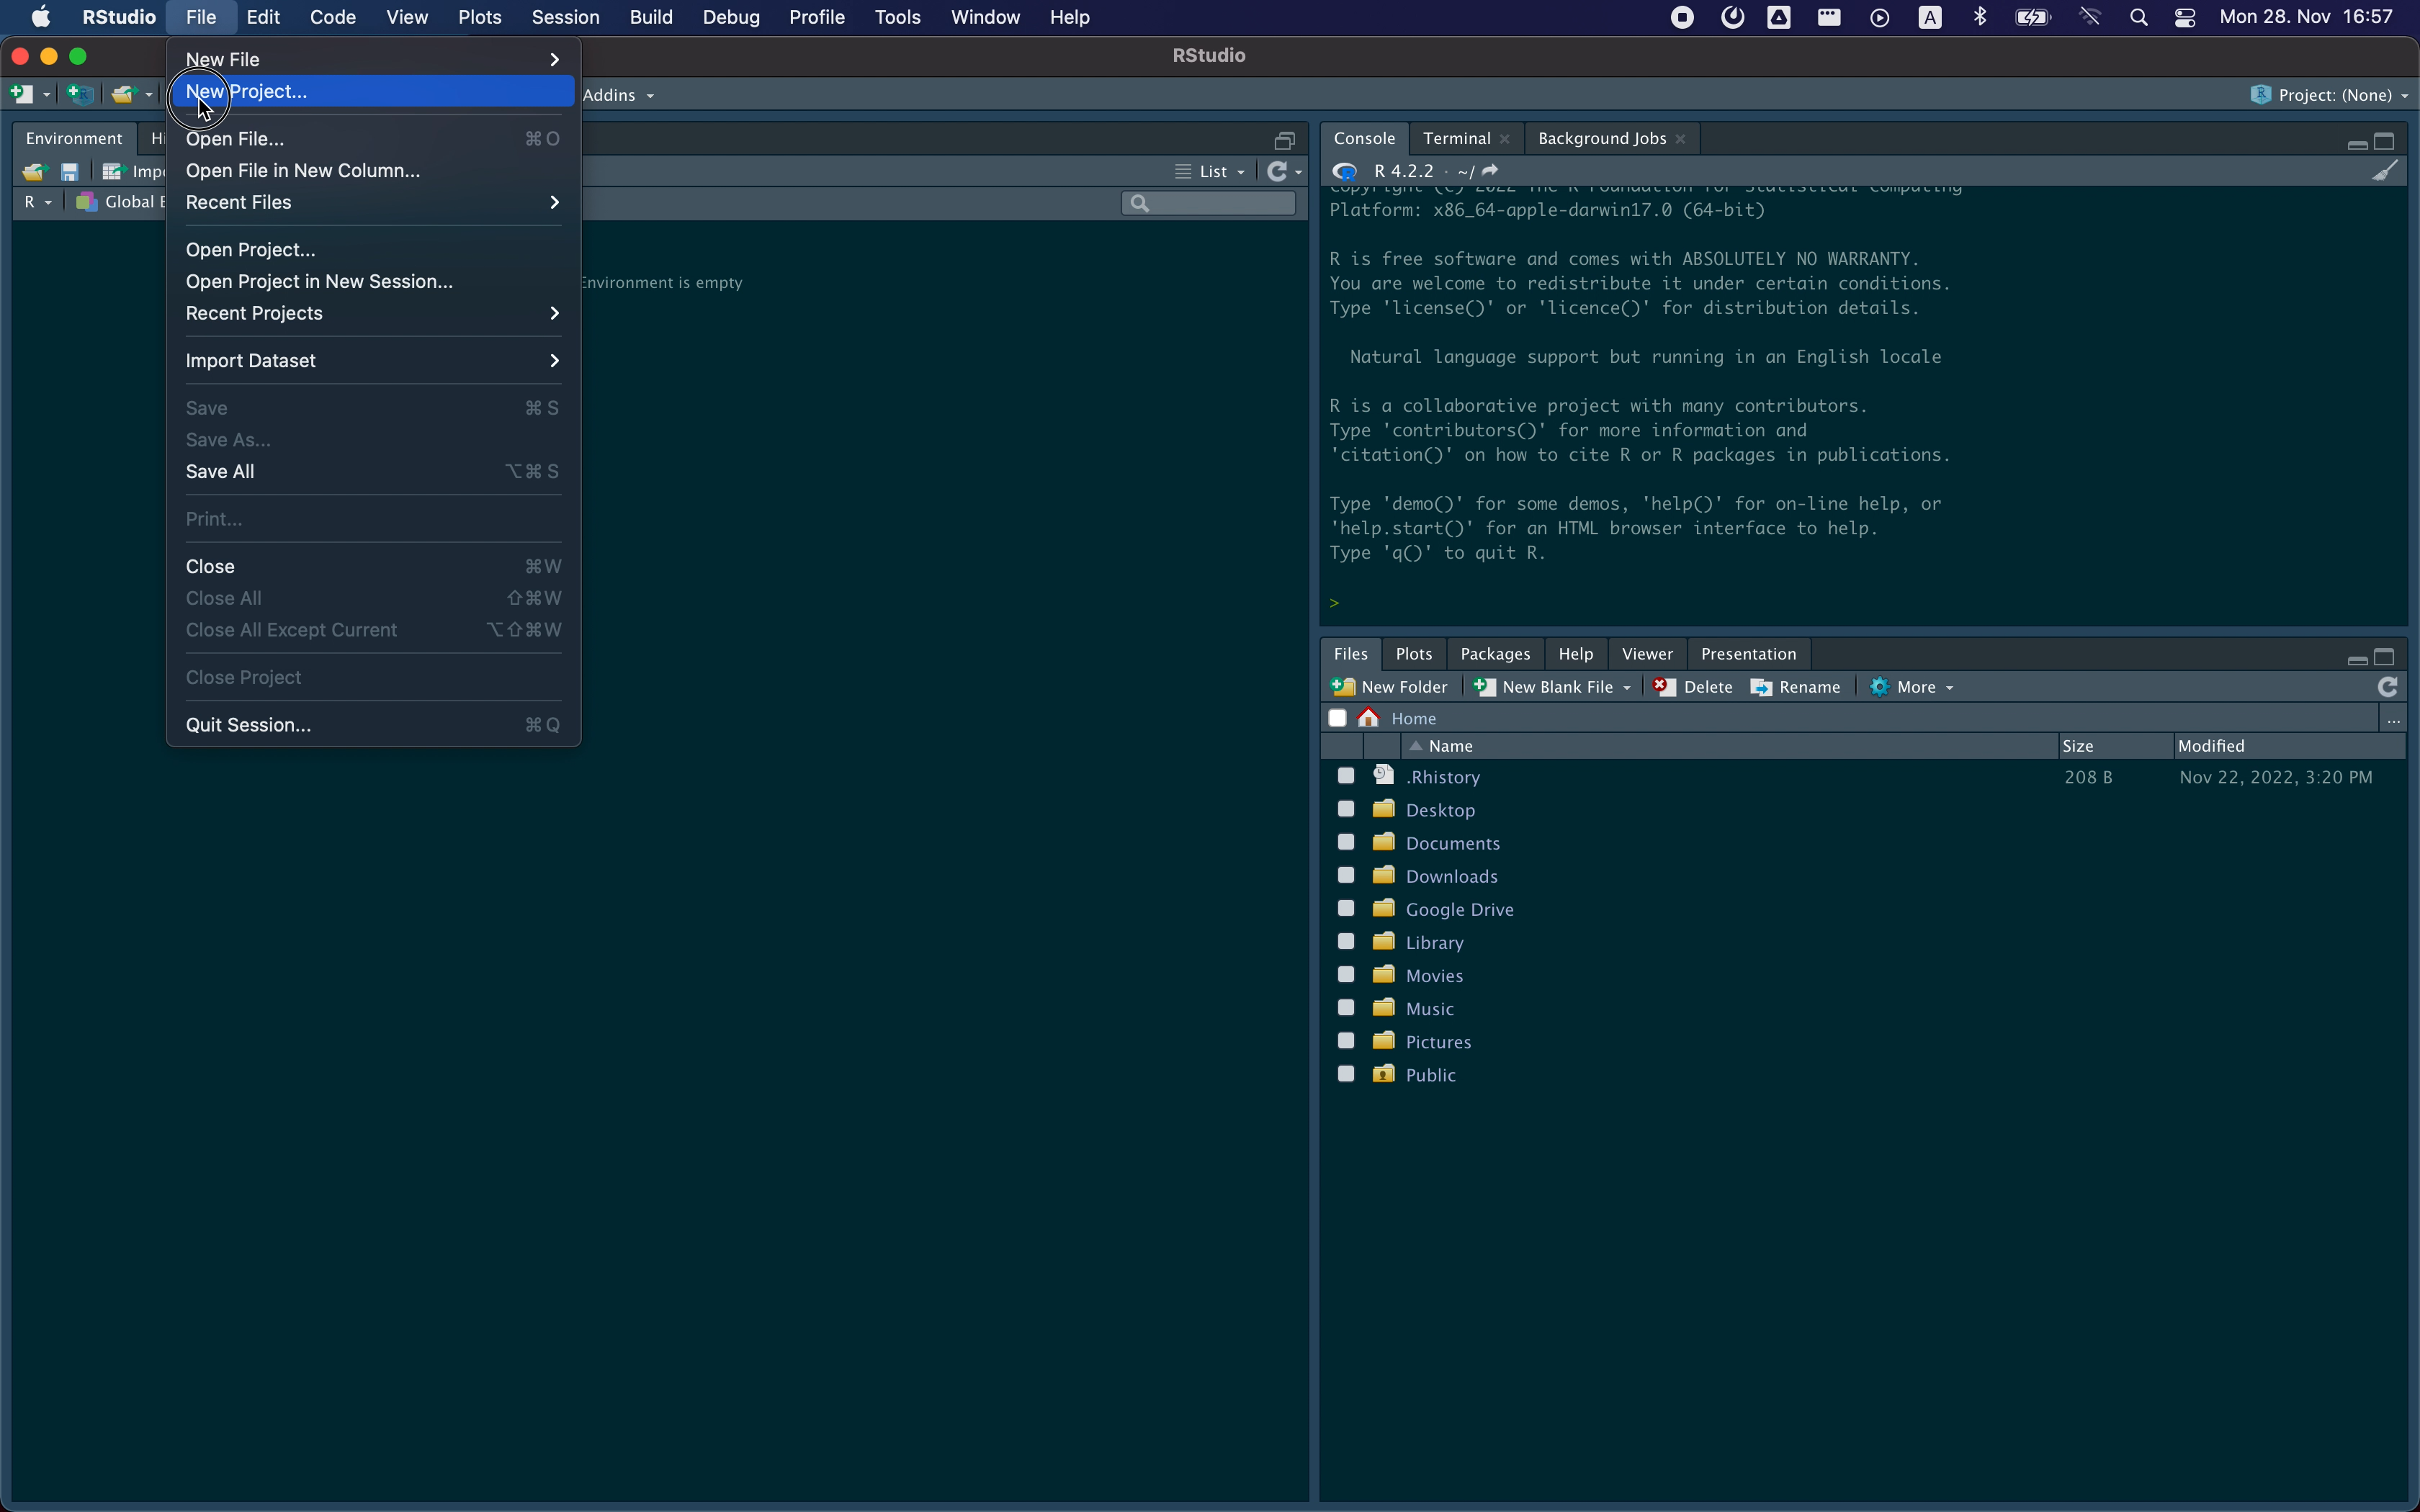 RStudio File Edit Code View Plots Session Build Debug Profile Tools Window Help A Mon 28. Nov 16:57
RStudio
Addins
R Project: (None)
New File
New Project...
Open File... ⌘ O
Open File in New Column...
Recent Files
Open Project...
Open Project in New Session...
Recent Projects
Import Dataset
Save ⌘ S
Save As...
Save All ⌥⌘ S
Print...
Close ⌘W
Close All ⇧⌘W
Close All Except Current ⌥⇧⌘W
Close Project
Quit Session... ⌘Q
Environment
List
R Global
Environment is empty
Console Terminal Background Jobs
R 4.2.2 · ~/
Copyright (C) 2022 The R Foundation for Statistical Computing
Platform: x86_64-apple-darwin17.0 (64-bit)
R is free software and comes with ABSOLUTELY NO WARRANTY.
You are welcome to redistribute it under certain conditions.
Type 'license()' or 'licence()' for distribution details.
Natural language support but running in an English locale
R is a collaborative project with many contributors.
Type 'contributors()' for more information and
'citation()' on how to cite R or R packages in publications.
Type 'demo()' for some demos, 'help()' for on-line help, or
'help.start()' for an HTML browser interface to help.
Type 'q()' to quit R.
>
Files Plots Packages Help Viewer Presentation
New Folder New Blank File Delete Rename More
Home ...
Name Size Modified
.Rhistory 208 B Nov 22, 2022, 3:20 PM
Desktop
Documents
Downloads
Google Drive
Library
Movies
Music
Pictures
Public